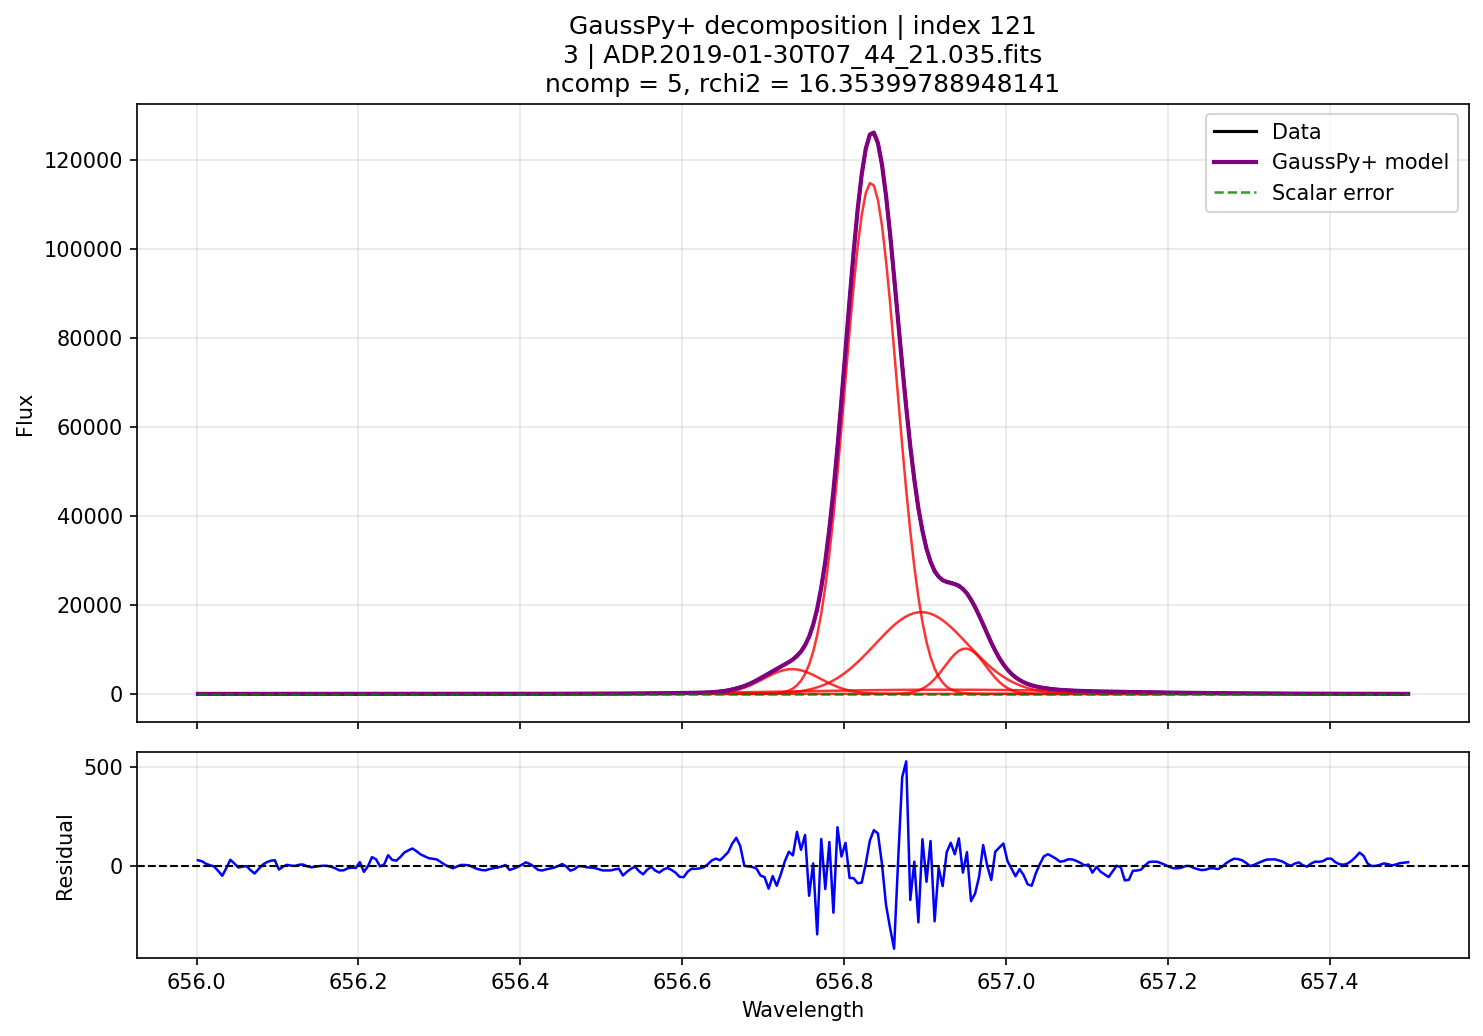 GaussPy+ decomposition | index 121
3 | ADP.2019-01-30T07_44_21.035.fits
ncomp = 5, rchi2 = 16.35399788948141
Data
GaussPy+ model
Scalar error
120000
100000
80000
60000
40000
20000
0
Flux
500
0
Residual
656.0
656.2
656.4
656.6
656.8
657.0
657.2
657.4
Wavelength